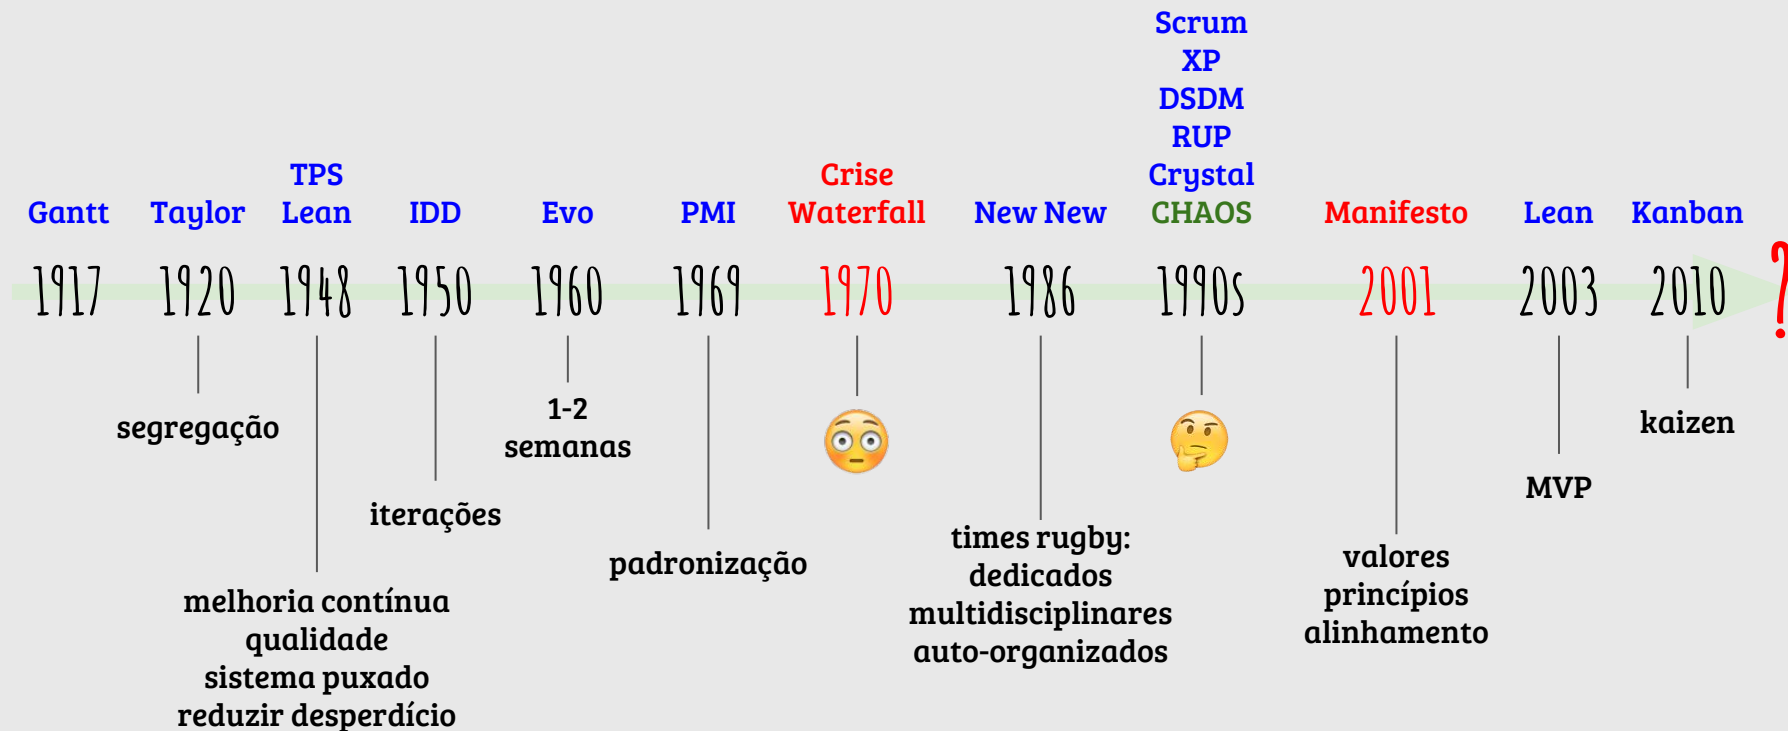 Scrum
XP
DSDM
RUP
TPS
Crise
Crystal
Gantt
Taylor
Lean
IDD
Evo
PMI
Waterfall
New New
CHAOS
Manifesto
Lean
Kanban
1917
1920
1948
1950
1960
1969
1970
1986
1990s
2001
2003
2010
?
segregação
1-2
semanas
kaizen
iterações
MVP
padronização
times rugby:
dedicados
multidisciplinares
auto-organizados
valores
princípios
alinhamento
melhoria contínua
qualidade
sistema puxado
reduzir desperdício